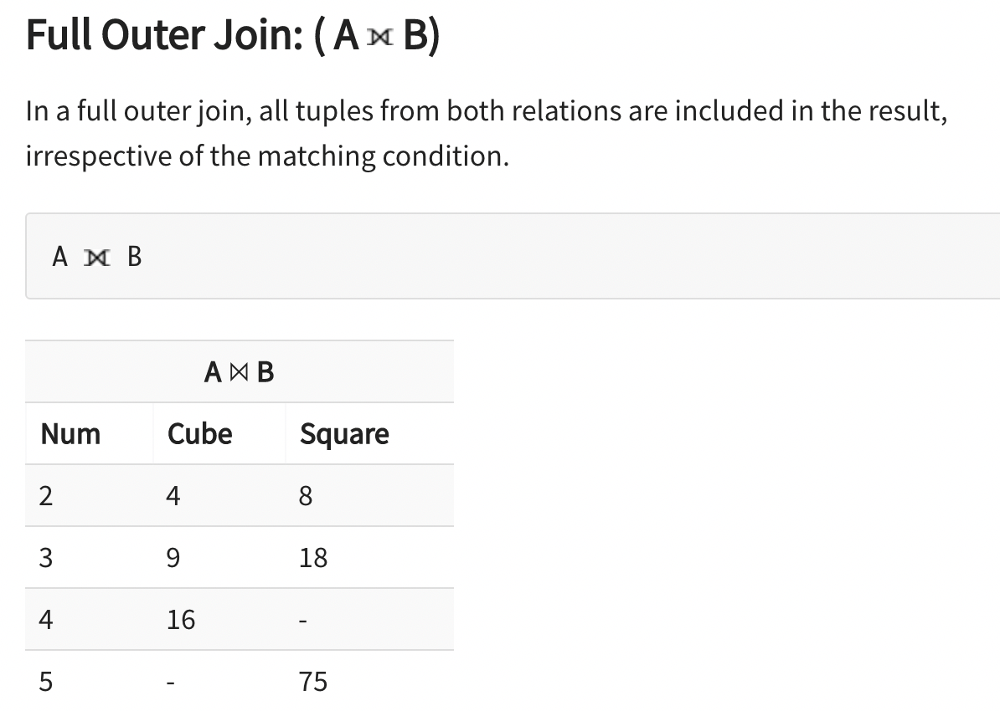 Full Outer Join: ( A ⟗ B)
In a full outer join, all tuples from both relations are included in the result,
irrespective of the matching condition.
A ⟗ B
A ⋈ B
Num Cube Square
2 4 8
3 9 18
4 16 -
5 - 75